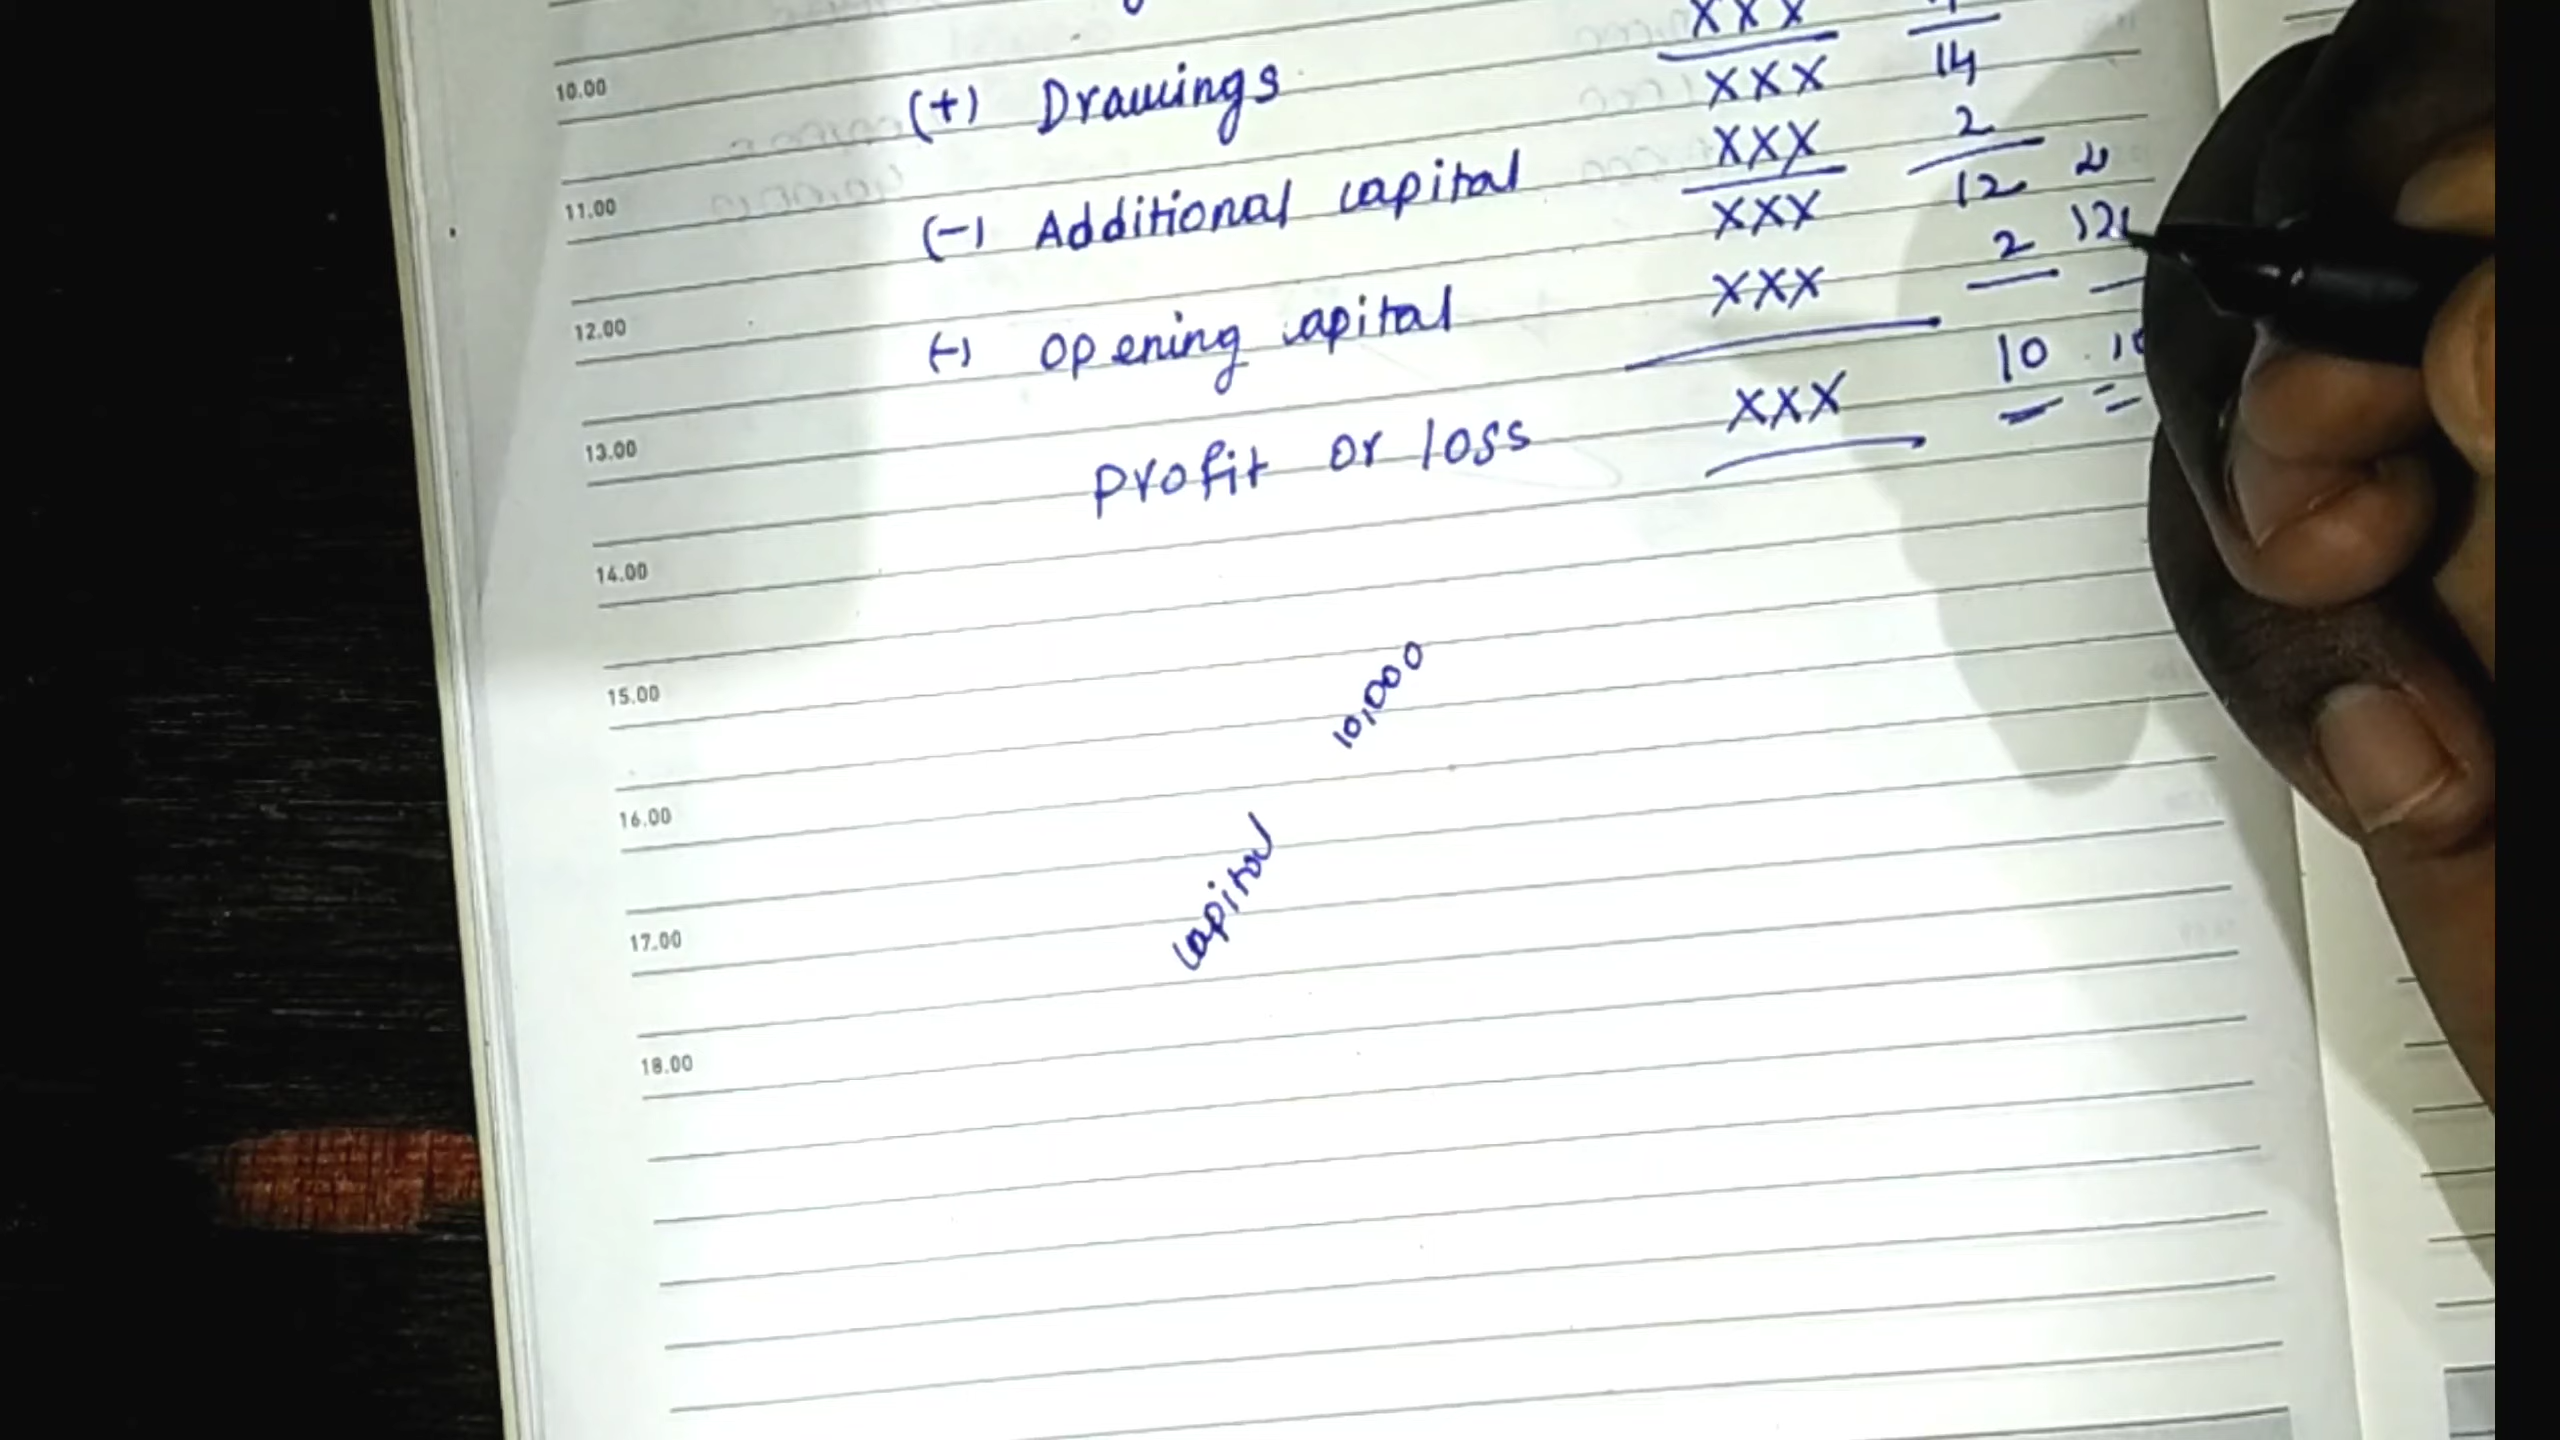 XXX
10.00 (+) Drawings XXX 14
XXX 2
11.00 (-) Additional capital XXX 12 2
2 12
12.00 (-) opening capital XXX
10
13.00 profit or loss XXX
14.00
15.00 10,000
16.00
17.00 capital
18.00